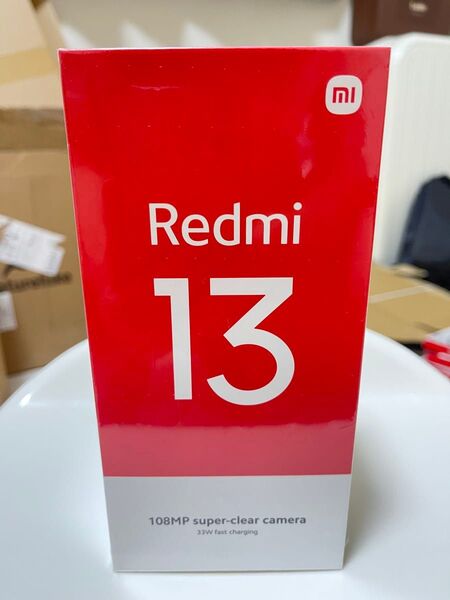 mi
Redmi
13
108MP super-clear camera
33W fast charging